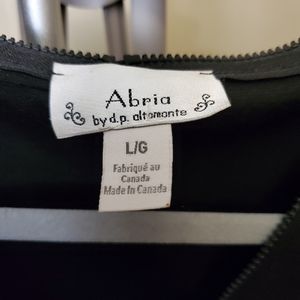 Abria
by d.p. altomonte
L/G
Fabriqué au
Canada
Made in Canada